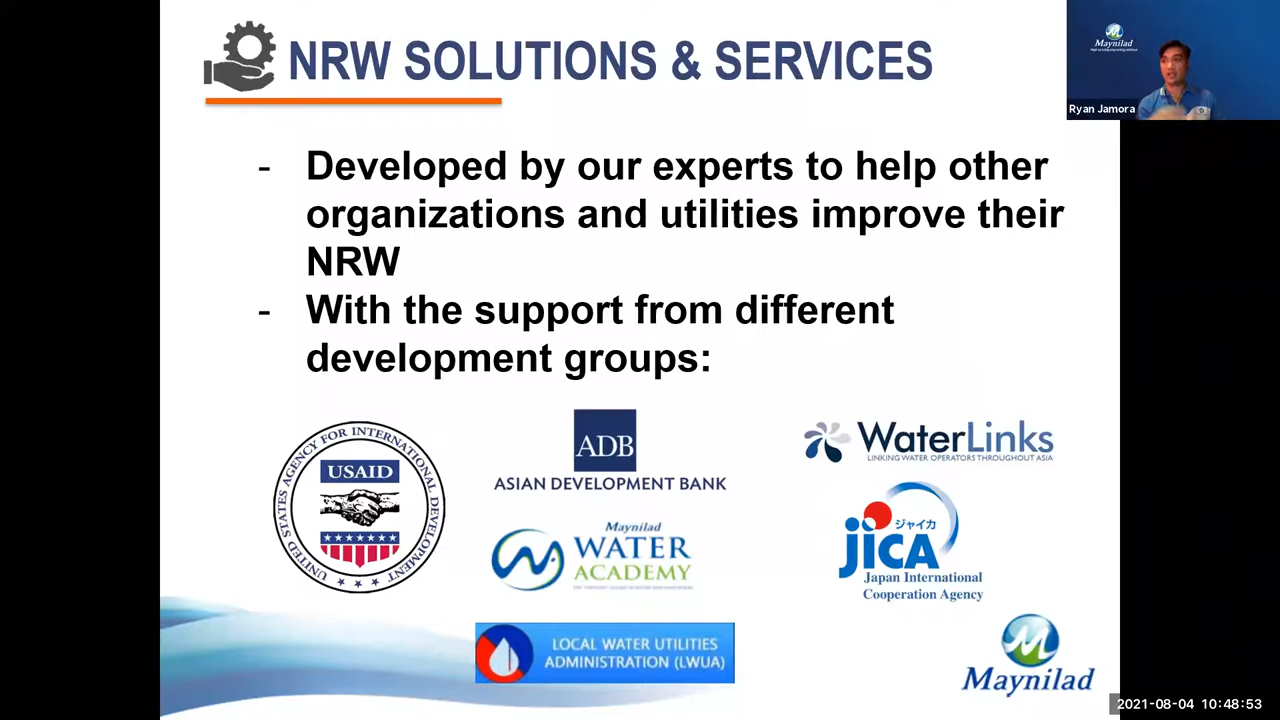 NRW SOLUTIONS & SERVICES
Maynilad
Ryan Jamora
- Developed by our experts to help other
organizations and utilities improve their
NRW
- With the support from different
development groups:
UNITED STATES AGENCY FOR INTERNATIONAL DEVELOPMENT
USAID
ADB
ASIAN DEVELOPMENT BANK
WaterLinks
LINKING WATER OPERATORS THROUGHOUT ASIA
Maynilad
WATER
ACADEMY
ジャイカ
jICA
Japan International
Cooperation Agency
LOCAL WATER UTILITIES
ADMINISTRATION (LWUA)
Maynilad
2021-08-04 10:48:53